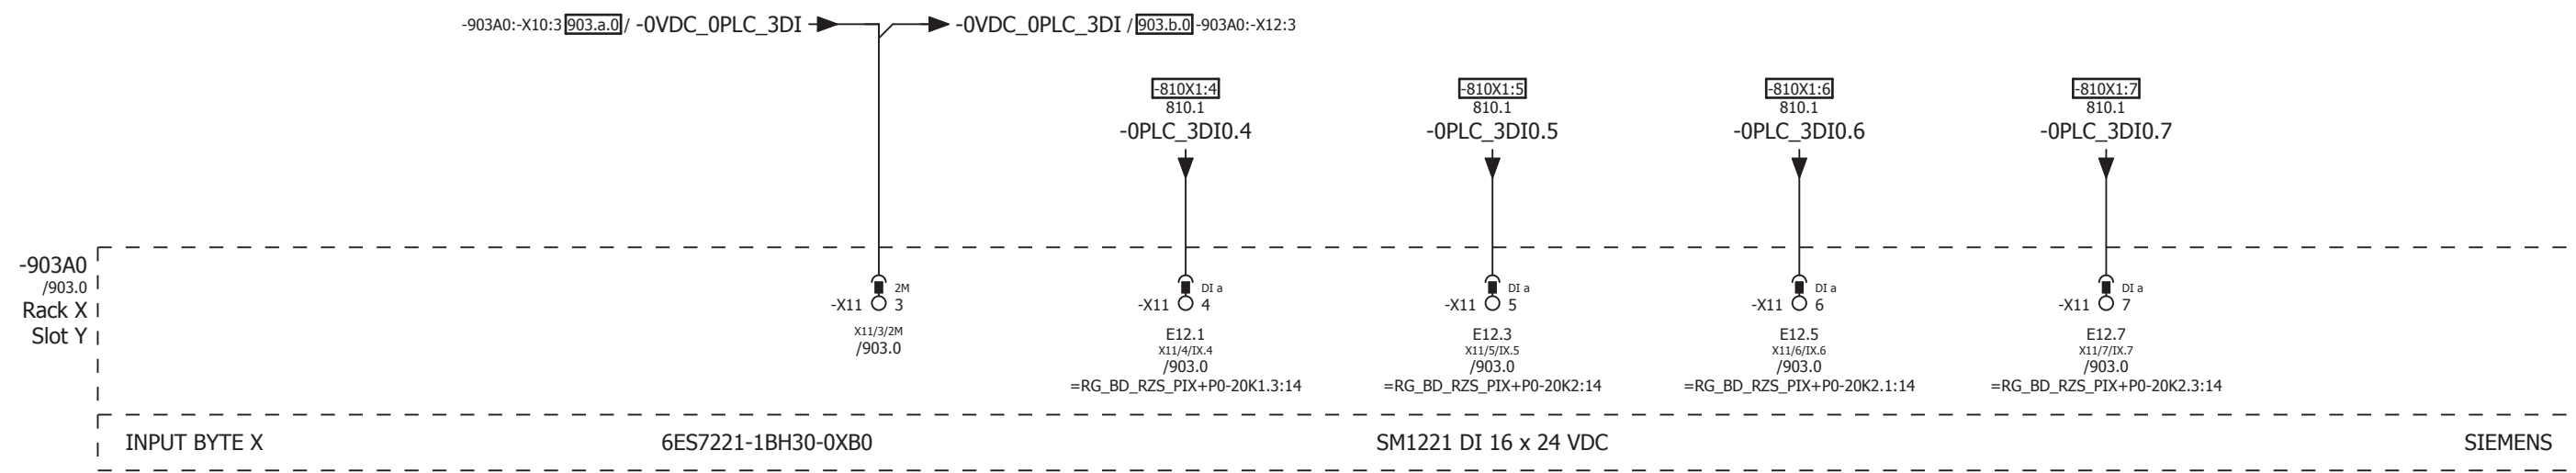 -903A0:-X10:3 903.a.0 / -0VDC_0PLC_3DI -0VDC_0PLC_3DI / 903.b.0 -903A0:-X12:3
-810X1:4 -810X1:5 -810X1:6 -810X1:7
810.1 810.1 810.1 810.1
-0PLC_3DI0.4 -0PLC_3DI0.5 -0PLC_3DI0.6 -0PLC_3DI0.7
-903A0
/903.0
Rack X
Slot Y
2M DI a DI a DI a DI a
-X11 3 -X11 4 -X11 5 -X11 6 -X11 7
X11/3/2M
/903.0
E12.1 E12.3 E12.5 E12.7
X11/4/IX.4 X11/5/IX.5 X11/6/IX.6 X11/7/IX.7
/903.0 /903.0 /903.0 /903.0
=RG_BD_RZS_PIX+P0-20K1.3:14 =RG_BD_RZS_PIX+P0-20K2:14 =RG_BD_RZS_PIX+P0-20K2.1:14 =RG_BD_RZS_PIX+P0-20K2.3:14
INPUT BYTE X 6ES7221-1BH30-0XB0 SM1221 DI 16 x 24 VDC SIEMENS